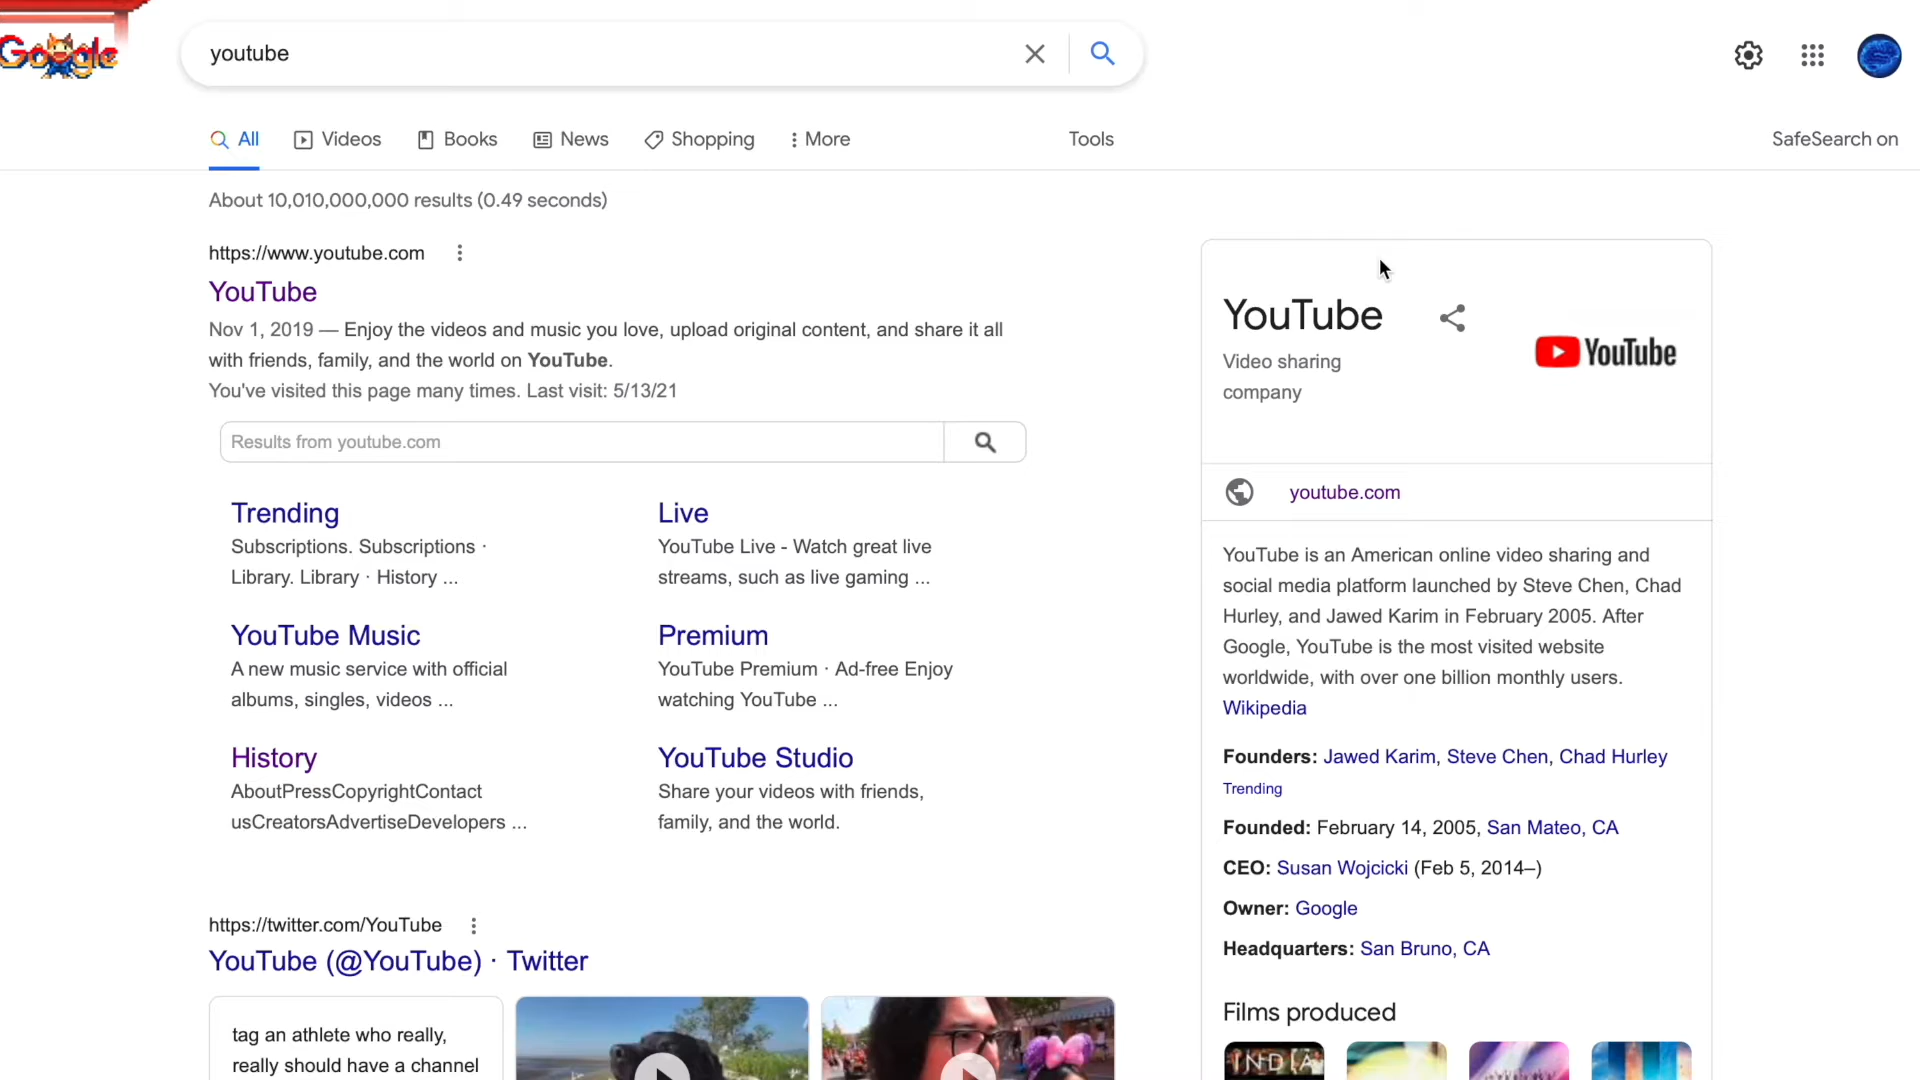 Google
youtube
All
Videos
Books
News
Shopping
More
Tools
SafeSearch on
About 10,010,000,000 results (0.49 seconds)
https://www.youtube.com
YouTube
Nov 1, 2019 — Enjoy the videos and music you love, upload original content, and share it all
with friends, family, and the world on YouTube.
You've visited this page many times. Last visit: 5/13/21
Results from youtube.com
Trending
Subscriptions. Subscriptions ·
Library. Library · History ...
Live
YouTube Live - Watch great live
streams, such as live gaming ...
YouTube Music
A new music service with official
albums, singles, videos ...
Premium
YouTube Premium · Ad-free Enjoy
watching YouTube ...
History
AboutPressCopyrightContact
usCreatorsAdvertiseDevelopers ...
YouTube Studio
Share your videos with friends,
family, and the world.
https://twitter.com/YouTube
YouTube (@YouTube) · Twitter
tag an athlete who really,
really should have a channel
YouTube
Video sharing
company
YouTube
youtube.com
YouTube is an American online video sharing and
social media platform launched by Steve Chen, Chad
Hurley, and Jawed Karim in February 2005. After
Google, YouTube is the most visited website
worldwide, with over one billion monthly users.
Wikipedia
Founders: Jawed Karim, Steve Chen, Chad Hurley
Trending
Founded: February 14, 2005, San Mateo, CA
CEO: Susan Wojcicki (Feb 5, 2014–)
Owner: Google
Headquarters: San Bruno, CA
Films produced
INDIA